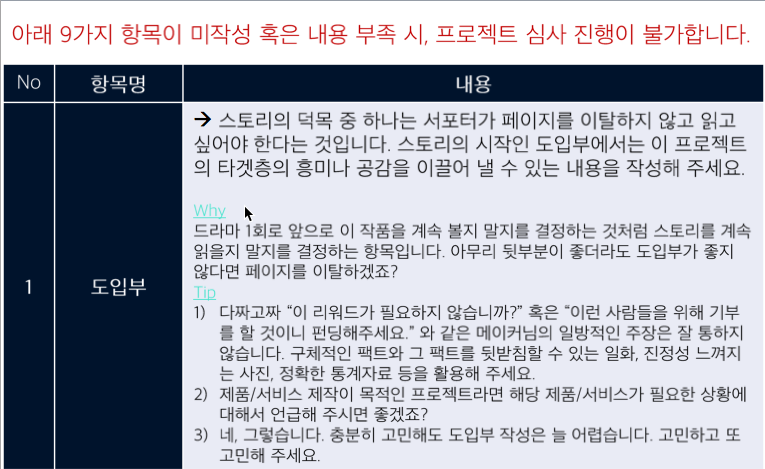 아래 9가지 항목이 미작성 혹은 내용 부족 시, 프로젝트 심사 진행이 불가합니다.
No 항목명 내용
→ 스토리의 덕목 중 하나는 서포터가 페이지를 이탈하지 않고 읽고
싶어야 한다는 것입니다. 스토리의 시작인 도입부에서는 이 프로젝트
의 타겟층의 흥미나 공감을 이끌어 낼 수 있는 내용을 작성해 주세요.
Why
드라마 1회로 앞으로 이 작품을 계속 볼지 말지를 결정하는 것처럼 스토리를 계속
읽을지 말지를 결정하는 항목입니다. 아무리 뒷부분이 좋더라도 도입부가 좋지
않다면 페이지를 이탈하겠죠?
1 도입부
Tip
1) 다짜고짜 “이 리워드가 필요하지 않습니까?” 혹은 “이런 사람들을 위해 기부
를 할 것이니 펀딩해주세요.” 와 같은 메이커님의 일방적인 주장은 잘 통하지
않습니다. 구체적인 팩트와 그 팩트를 뒷받침할 수 있는 일화, 진정성 느껴지
는 사진, 정확한 통계자료 등을 활용해 주세요.
2) 제품/서비스 제작이 목적인 프로젝트라면 해당 제품/서비스가 필요한 상황에
대해서 언급해 주시면 좋겠죠?
3) 네, 그렇습니다. 충분히 고민해도 도입부 작성은 늘 어렵습니다. 고민하고 또
고민해 주세요.